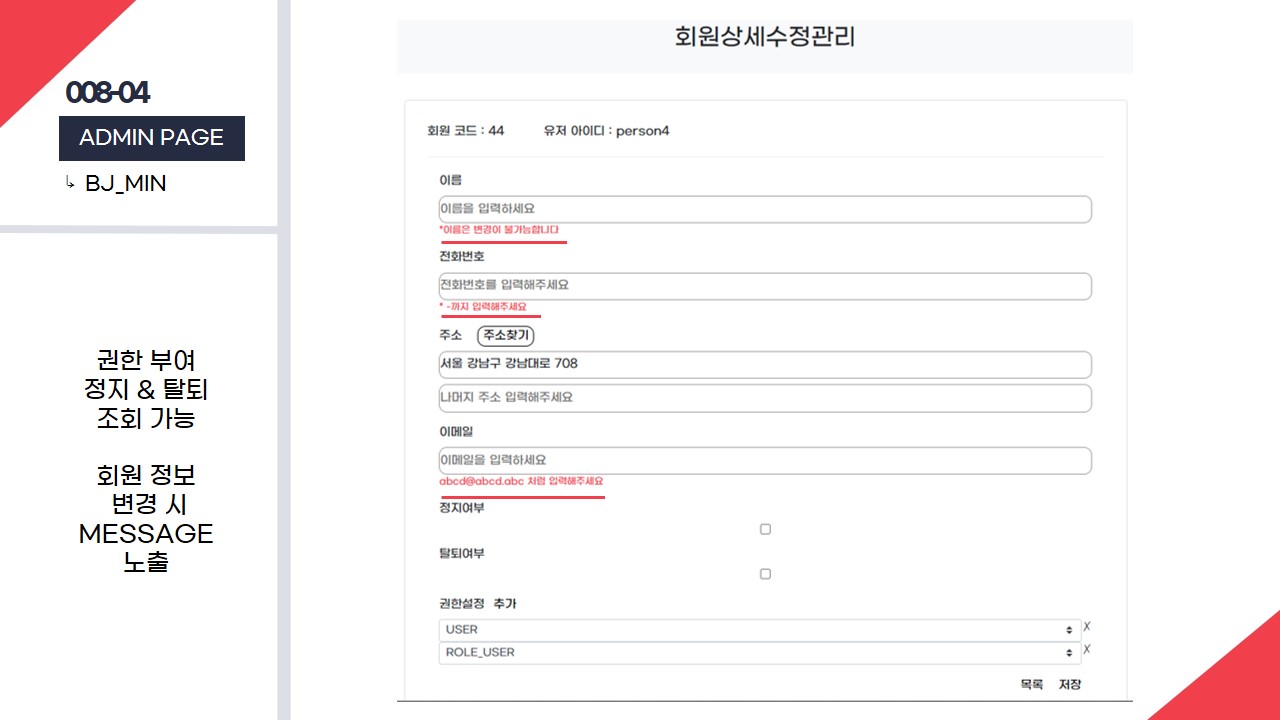 008-04
ADMIN PAGE
↳ BJ_MIN
권한 부여
정지 & 탈퇴
조회 가능
회원 정보
변경 시
MESSAGE
노출
회원상세수정관리
회원 코드 : 44 유저 아이디 : person4
이름
이름을 입력하세요
*이름은 변경이 불가능합니다
전화번호
전화번호를 입력해주세요
* -까지 입력해주세요
주소 주소찾기
서울 강남구 강남대로 708
나머지 주소 입력해주세요
이메일
이메일을 입력하세요
abcd@abcd.abc 처럼 입력해주세요
정지여부
탈퇴여부
권한설정 추가
USER X
ROLE_USER X
목록 저장